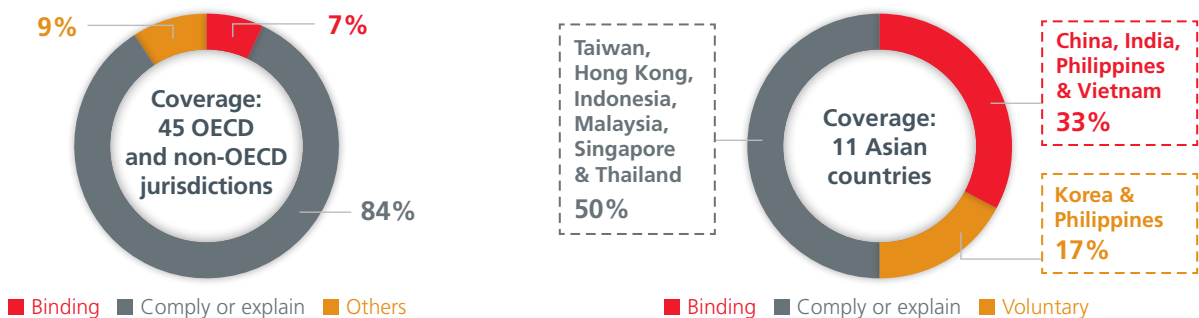 9%
7%
Coverage:
45 OECD
and non-OECD
jurisdictions
84%
Binding Comply or explain Others
Taiwan,
Hong Kong,
Indonesia,
Malaysia,
Singapore
& Thailand
50%
Coverage:
11 Asian
countries
China, India,
Philippines
& Vietnam
33%
Korea &
Philippines
17%
Binding Comply or explain Voluntary